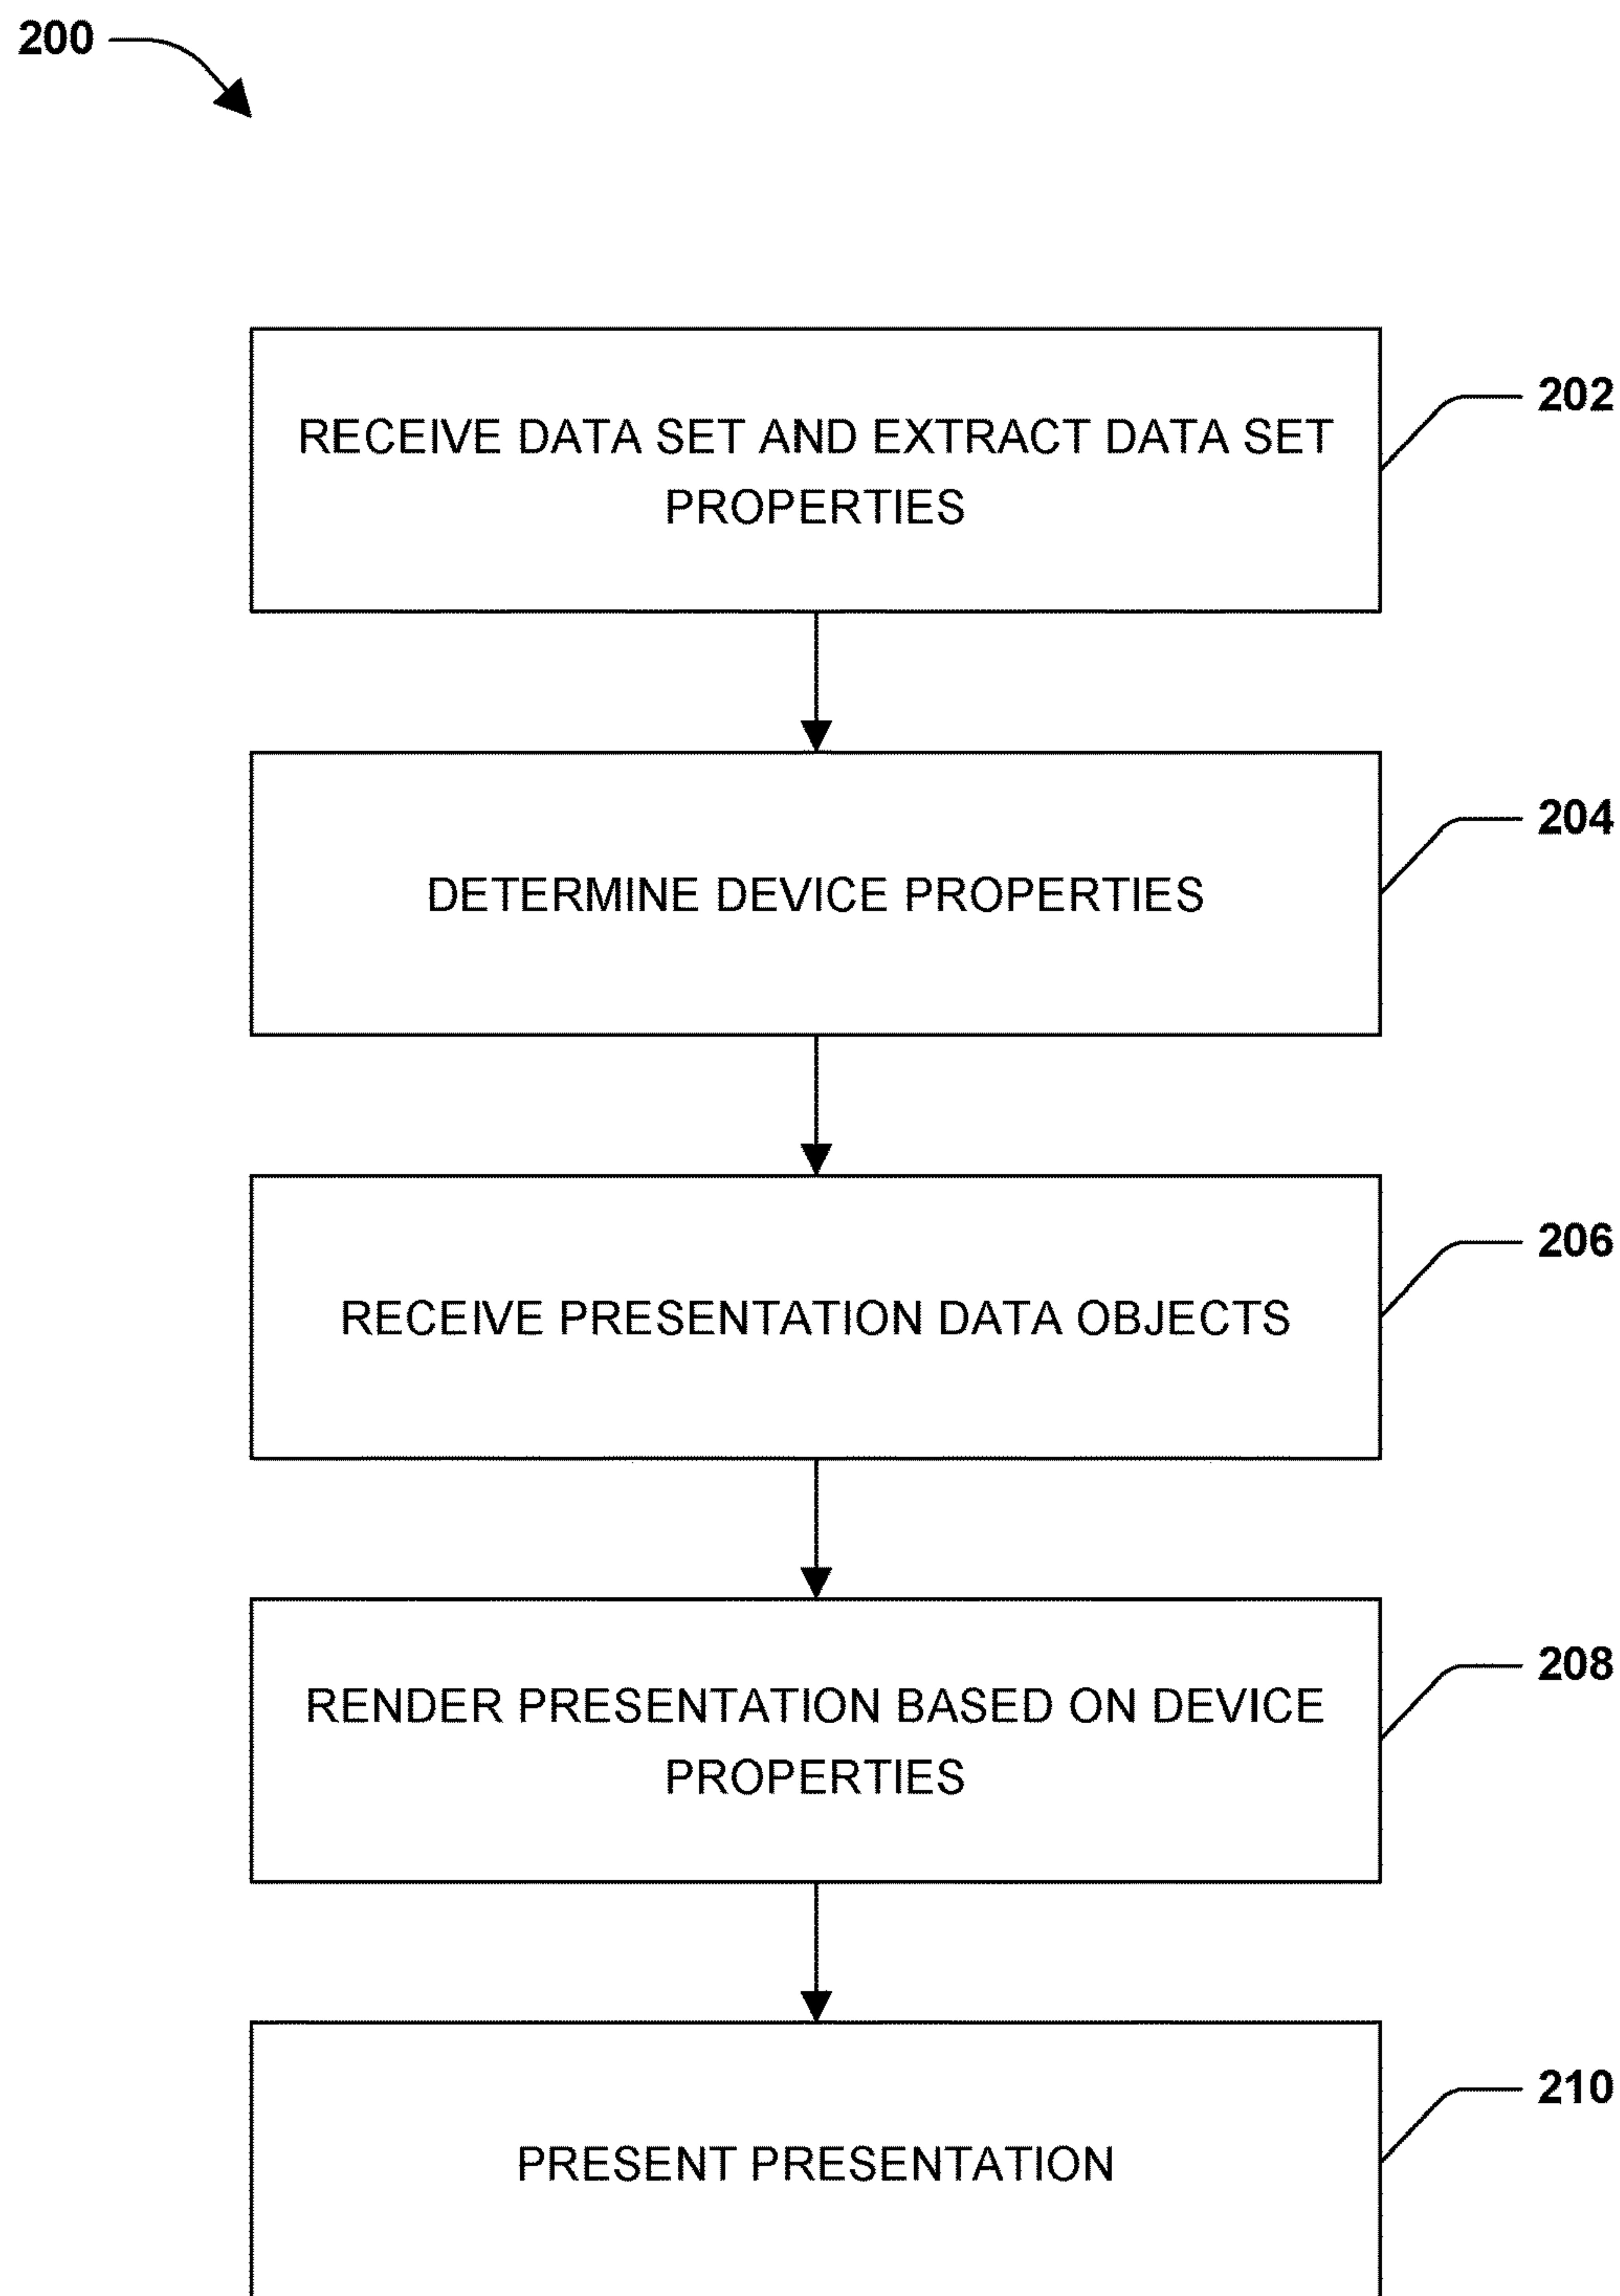 200
RECEIVE DATA SET AND EXTRACT DATA SET
PROPERTIES
202
DETERMINE DEVICE PROPERTIES
204
RECEIVE PRESENTATION DATA OBJECTS
206
RENDER PRESENTATION BASED ON DEVICE
PROPERTIES
208
PRESENT PRESENTATION
210